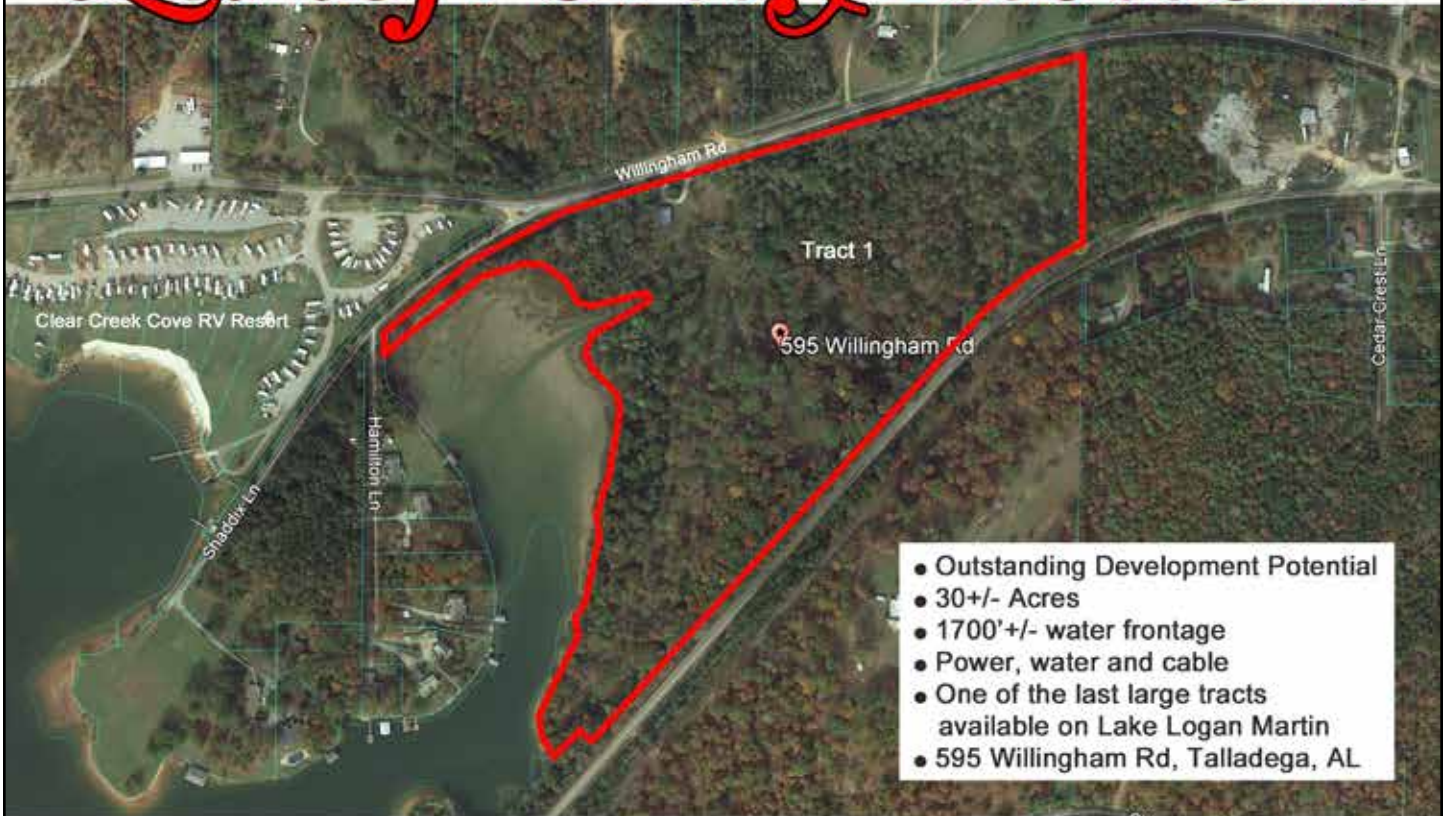 Willingham Rd
Tract 1
Clear Creek Cove RV Resort
595 Willingham Rd
Cedar Crest Ln
Hamilton Ln
Shaddix Ln
• Outstanding Development Potential
• 30+/- Acres
• 1700'+/- water frontage
• Power, water and cable
• One of the last large tracts
available on Lake Logan Martin
• 595 Willingham Rd, Talladega, AL